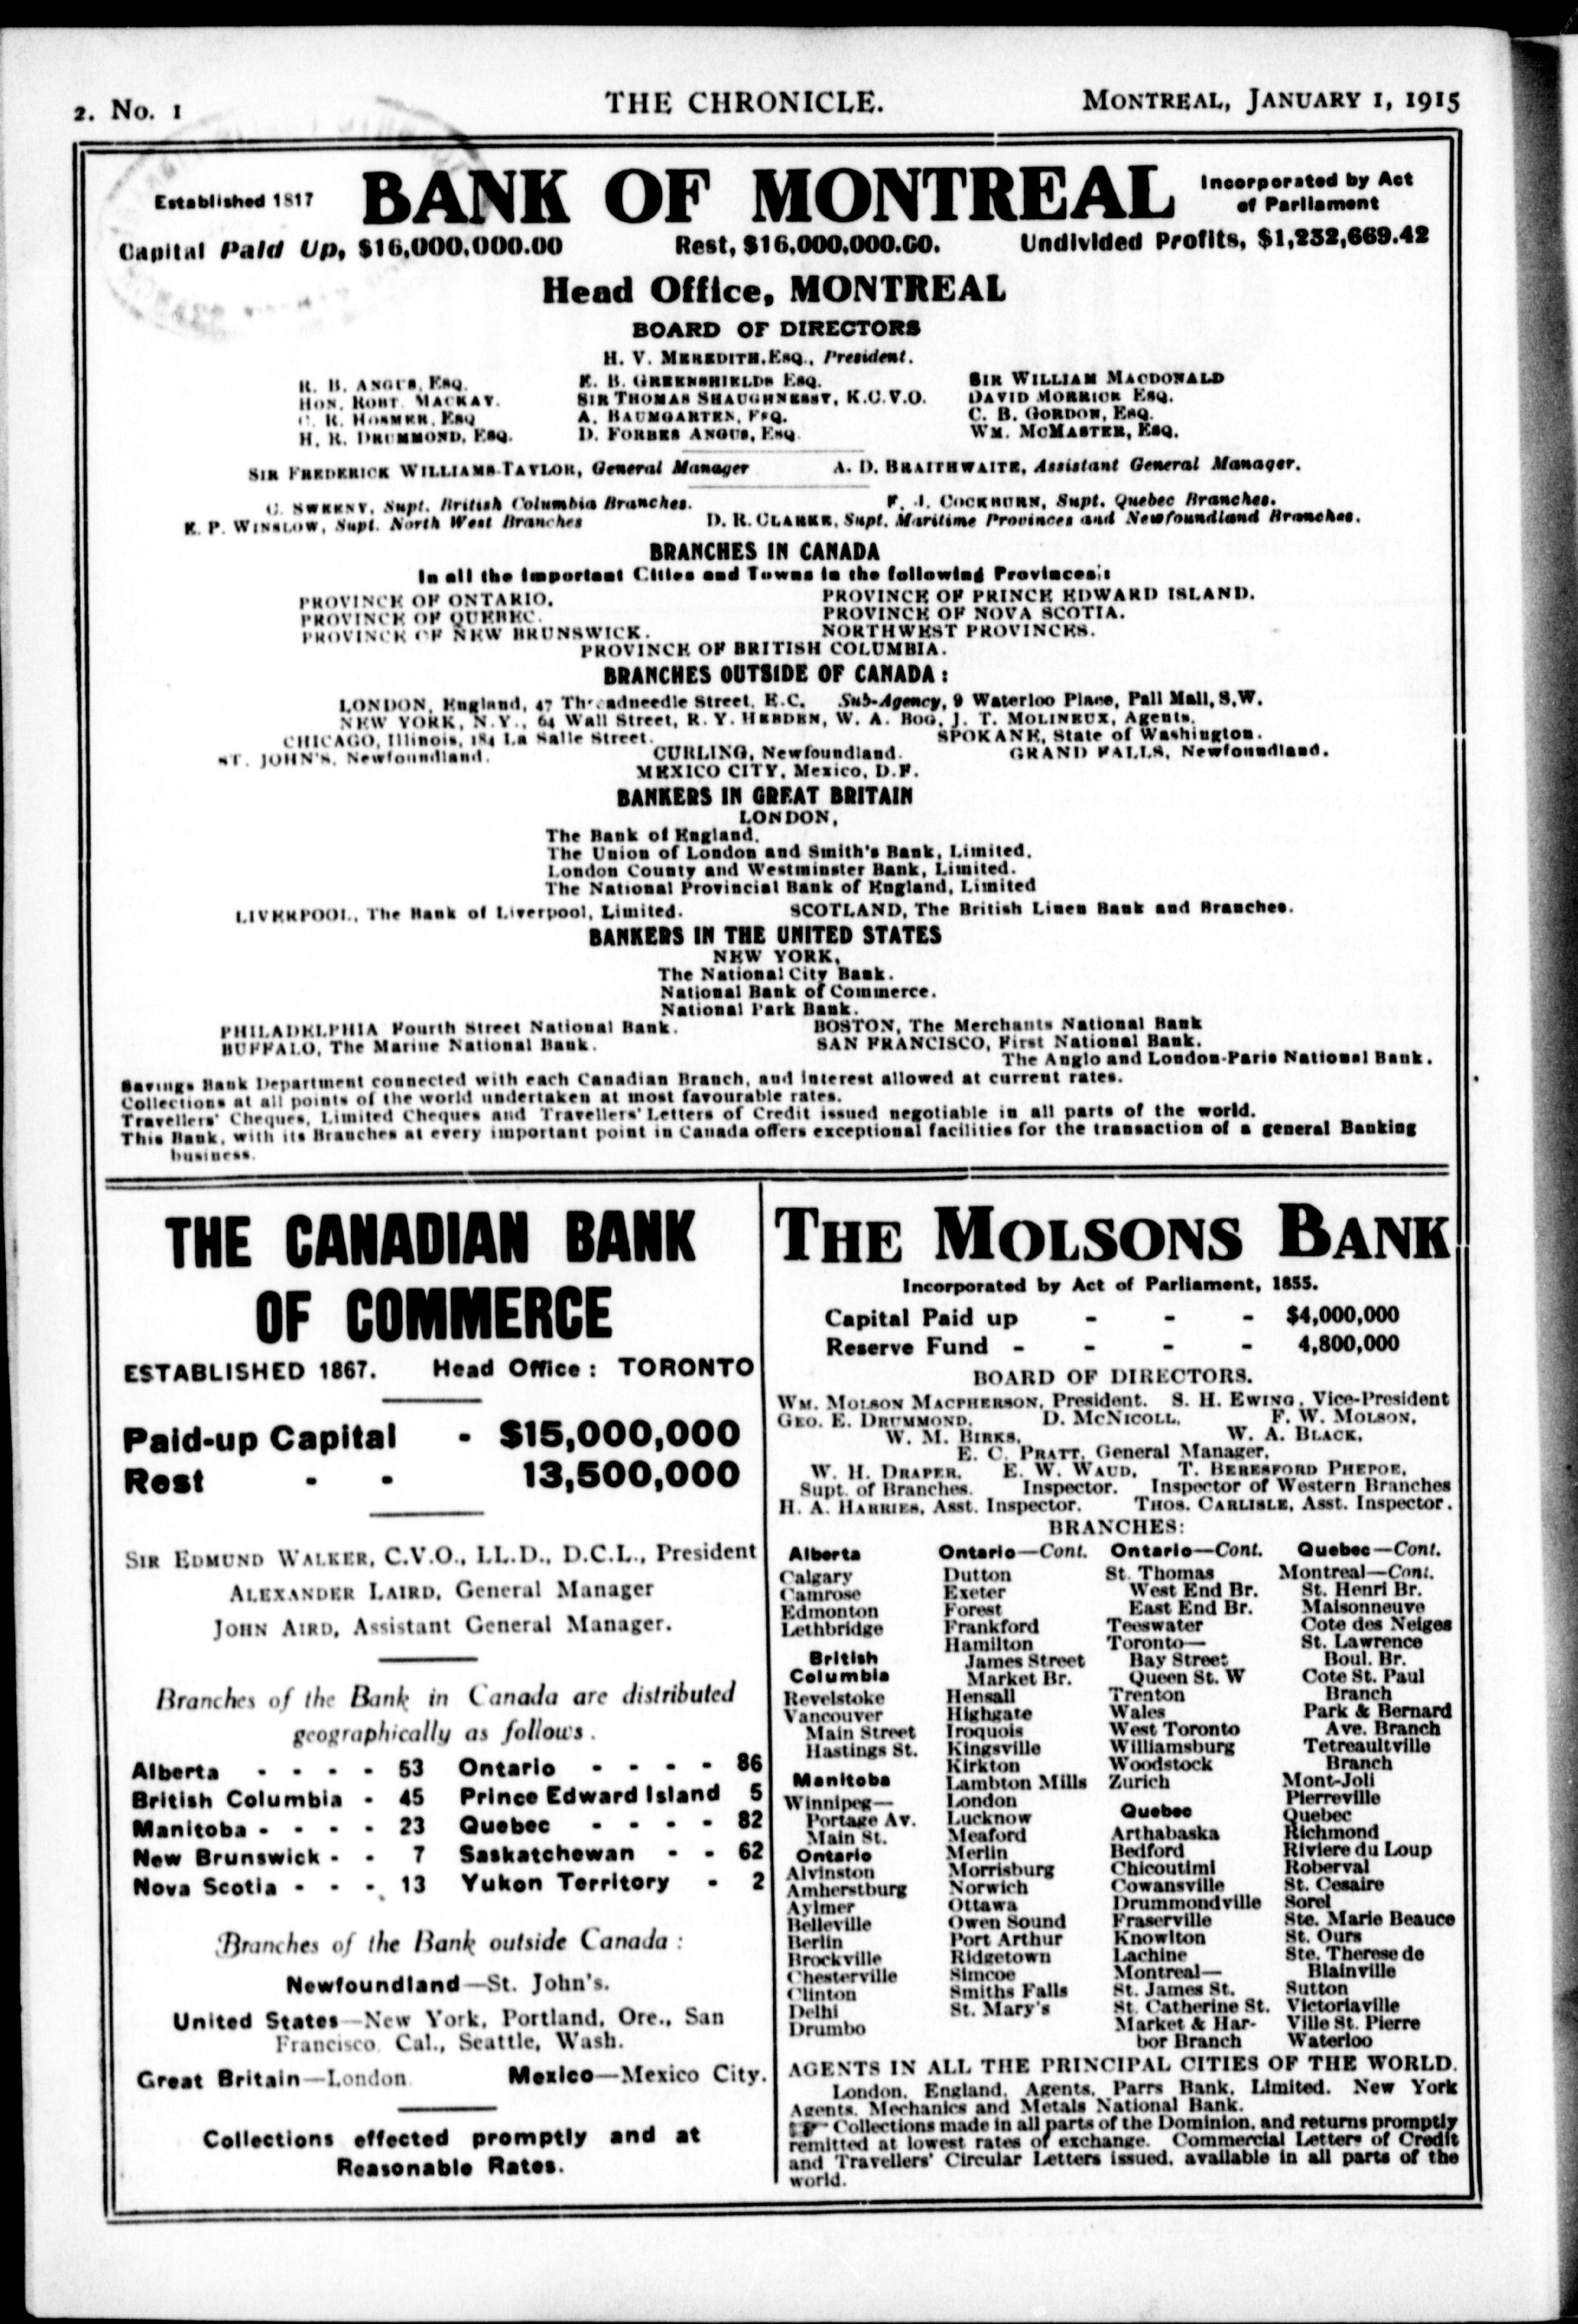 2. No. 1
THE CHRONICLE.
MONTREAL, JANUARY 1, 1915
Established 1817
BANK OF MONTREAL
Incorporated by Act
of Parliament
Capital Paid Up, $16,000,000.00
Rest, $16,000,000.00.
Undivided Profits, $1,232,669.42
Head Office, MONTREAL
BOARD OF DIRECTORS
H. V. MEREDITH, ESQ., President.
R. B. ANGUS, ESQ.
E. B. GREENSHIELDS ESQ.
SIR WILLIAM MACDONALD
HON. ROBT. MACKAY.
SIR THOMAS SHAUGHNESSY, K.C.V.O.
DAVID MORRICE ESQ.
C. R. HOSMER, ESQ
A. BAUMGARTEN, ESQ.
C. B. GORDON, ESQ.
H. R. DRUMMOND, ESQ.
D. FORBES ANGUS, ESQ.
WM. MCMASTER, ESQ.
SIR FREDERICK WILLIAMS-TAYLOR, General Manager
A. D. BRAITHWAITE, Assistant General Manager.
C. SWEENY, Supt. British Columbia Branches.
F. J. COCKBURN, Supt. Quebec Branches.
E. P. WINSLOW, Supt. North West Branches
D. R. CLARKE, Supt. Maritime Provinces and Newfoundland Branches.
BRANCHES IN CANADA
In all the important Cities and Towns in the following Provinces:
PROVINCE OF ONTARIO.
PROVINCE OF PRINCE EDWARD ISLAND.
PROVINCE OF QUEBEC.
PROVINCE OF NOVA SCOTIA.
PROVINCE OF NEW BRUNSWICK.
NORTHWEST PROVINCES.
PROVINCE OF BRITISH COLUMBIA.
BRANCHES OUTSIDE OF CANADA:
LONDON, England, 47 Threadneedle Street, E.C. Sub-Agency, 9 Waterloo Place, Pall Mall, S.W.
NEW YORK, N.Y., 64 Wall Street, R. Y. HEBDEN, W. A. BOG, J. T. MOLINEUX, Agents.
CHICAGO, Illinois, 184 La Salle Street.
SPOKANE, State of Washington.
ST. JOHN'S, Newfoundland.
CURLING, Newfoundland.
GRAND FALLS, Newfoundland.
MEXICO CITY, Mexico, D.F.
BANKERS IN GREAT BRITAIN
LONDON,
The Bank of England.
The Union of London and Smith's Bank, Limited.
London County and Westminster Bank, Limited.
The National Provincial Bank of England, Limited
LIVERPOOL, The Bank of Liverpool, Limited.
SCOTLAND, The British Linen Bank and Branches.
BANKERS IN THE UNITED STATES
NEW YORK,
The National City Bank.
National Bank of Commerce.
National Park Bank.
PHILADELPHIA Fourth Street National Bank.
BOSTON, The Merchants National Bank
BUFFALO, The Marine National Bank.
SAN FRANCISCO, First National Bank.
The Anglo and London-Paris National Bank.
Savings Bank Department connected with each Canadian Branch, and interest allowed at current rates.
Collections at all points of the world undertaken at most favourable rates.
Travellers' Cheques, Limited Cheques and Travellers' Letters of Credit issued negotiable in all parts of the world.
This Bank, with its Branches at every important point in Canada offers exceptional facilities for the transaction of a general Banking
business.
THE CANADIAN BANK
OF COMMERCE
ESTABLISHED 1867. Head Office: TORONTO
Paid-up Capital - $15,000,000
Rest - - 13,500,000
SIR EDMUND WALKER, C.V.O., LL.D., D.C.L., President
ALEXANDER LAIRD, General Manager
JOHN AIRD, Assistant General Manager.
Branches of the Bank in Canada are distributed
geographically as follows.
Alberta - - - - 53 Ontario - - - - 86
British Columbia - 45 Prince Edward Island 5
Manitoba - - - - 23 Quebec - - - - 82
New Brunswick - - 7 Saskatchewan - - 62
Nova Scotia - - - 13 Yukon Territory - 2
Branches of the Bank outside Canada:
Newfoundland—St. John's.
United States—New York, Portland, Ore., San
Francisco, Cal., Seattle, Wash.
Great Britain—London. Mexico—Mexico City.
Collections effected promptly and at
Reasonable Rates.
THE MOLSONS BANK
Incorporated by Act of Parliament, 1855.
Capital Paid up - - - $4,000,000
Reserve Fund - - - - 4,800,000
BOARD OF DIRECTORS.
WM. MOLSON MACPHERSON, President. S. H. EWING, Vice-President
GEO. E. DRUMMOND, D. MCNICOLL, F. W. MOLSON,
W. M. BIRKS, W. A. BLACK,
E. C. PRATT, General Manager,
W. H. DRAPER, E. W. WAUD, T. BERESFORD PHEPOE,
Supt. of Branches. Inspector. Inspector of Western Branches
H. A. HARRIES, Asst. Inspector. THOS. CARLISLE, Asst. Inspector.
BRANCHES:
Alberta
Calgary
Camrose
Edmonton
Lethbridge
British
Columbia
Revelstoke
Vancouver
Main Street
Hastings St.
Manitoba
Winnipeg—
Portage Av.
Main St.
Ontario
Alvinston
Amherstburg
Aylmer
Belleville
Berlin
Brockville
Chesterville
Clinton
Delhi
Drumbo
Ontario—Cont.
Dutton
Exeter
Forest
Frankford
Hamilton
James Street
Market Br.
Hensall
Highgate
Iroquois
Kingsville
Kirkton
Lambton Mills
London
Lucknow
Meaford
Merlin
Morrisburg
Norwich
Ottawa
Owen Sound
Port Arthur
Ridgetown
Simcoe
Smiths Falls
St. Mary's
Ontario—Cont.
St. Thomas
West End Br.
East End Br.
Teeswater
Toronto—
Bay Street
Queen St. W
Trenton
Wales
West Toronto
Williamsburg
Woodstock
Zurich
Quebec
Arthabaska
Bedford
Chicoutimi
Cowansville
Drummondville
Fraserville
Knowlton
Lachine
Montreal—
St. James St.
St. Catherine St.
Market & Har-
bor Branch
Quebec—Cont.
Montreal—Cont.
St. Henri Br.
Maisonneuve
Cote des Neiges
St. Lawrence
Boul. Br.
Cote St. Paul
Branch
Park & Bernard
Ave. Branch
Tetreaultville
Branch
Mont-Joli
Pierreville
Quebec
Richmond
Riviere du Loup
Roberval
St. Cesaire
Sorel
Ste. Marie Beauce
St. Ours
Ste. Therese de
Blainville
Sutton
Victoriaville
Ville St. Pierre
Waterloo
AGENTS IN ALL THE PRINCIPAL CITIES OF THE WORLD.
London, England, Agents, Parrs Bank, Limited. New York
Agents, Mechanics and Metals National Bank.
☞ Collections made in all parts of the Dominion, and returns promptly
remitted at lowest rates of exchange. Commercial Letters of Credit
and Travellers' Circular Letters issued, available in all parts of the
world.